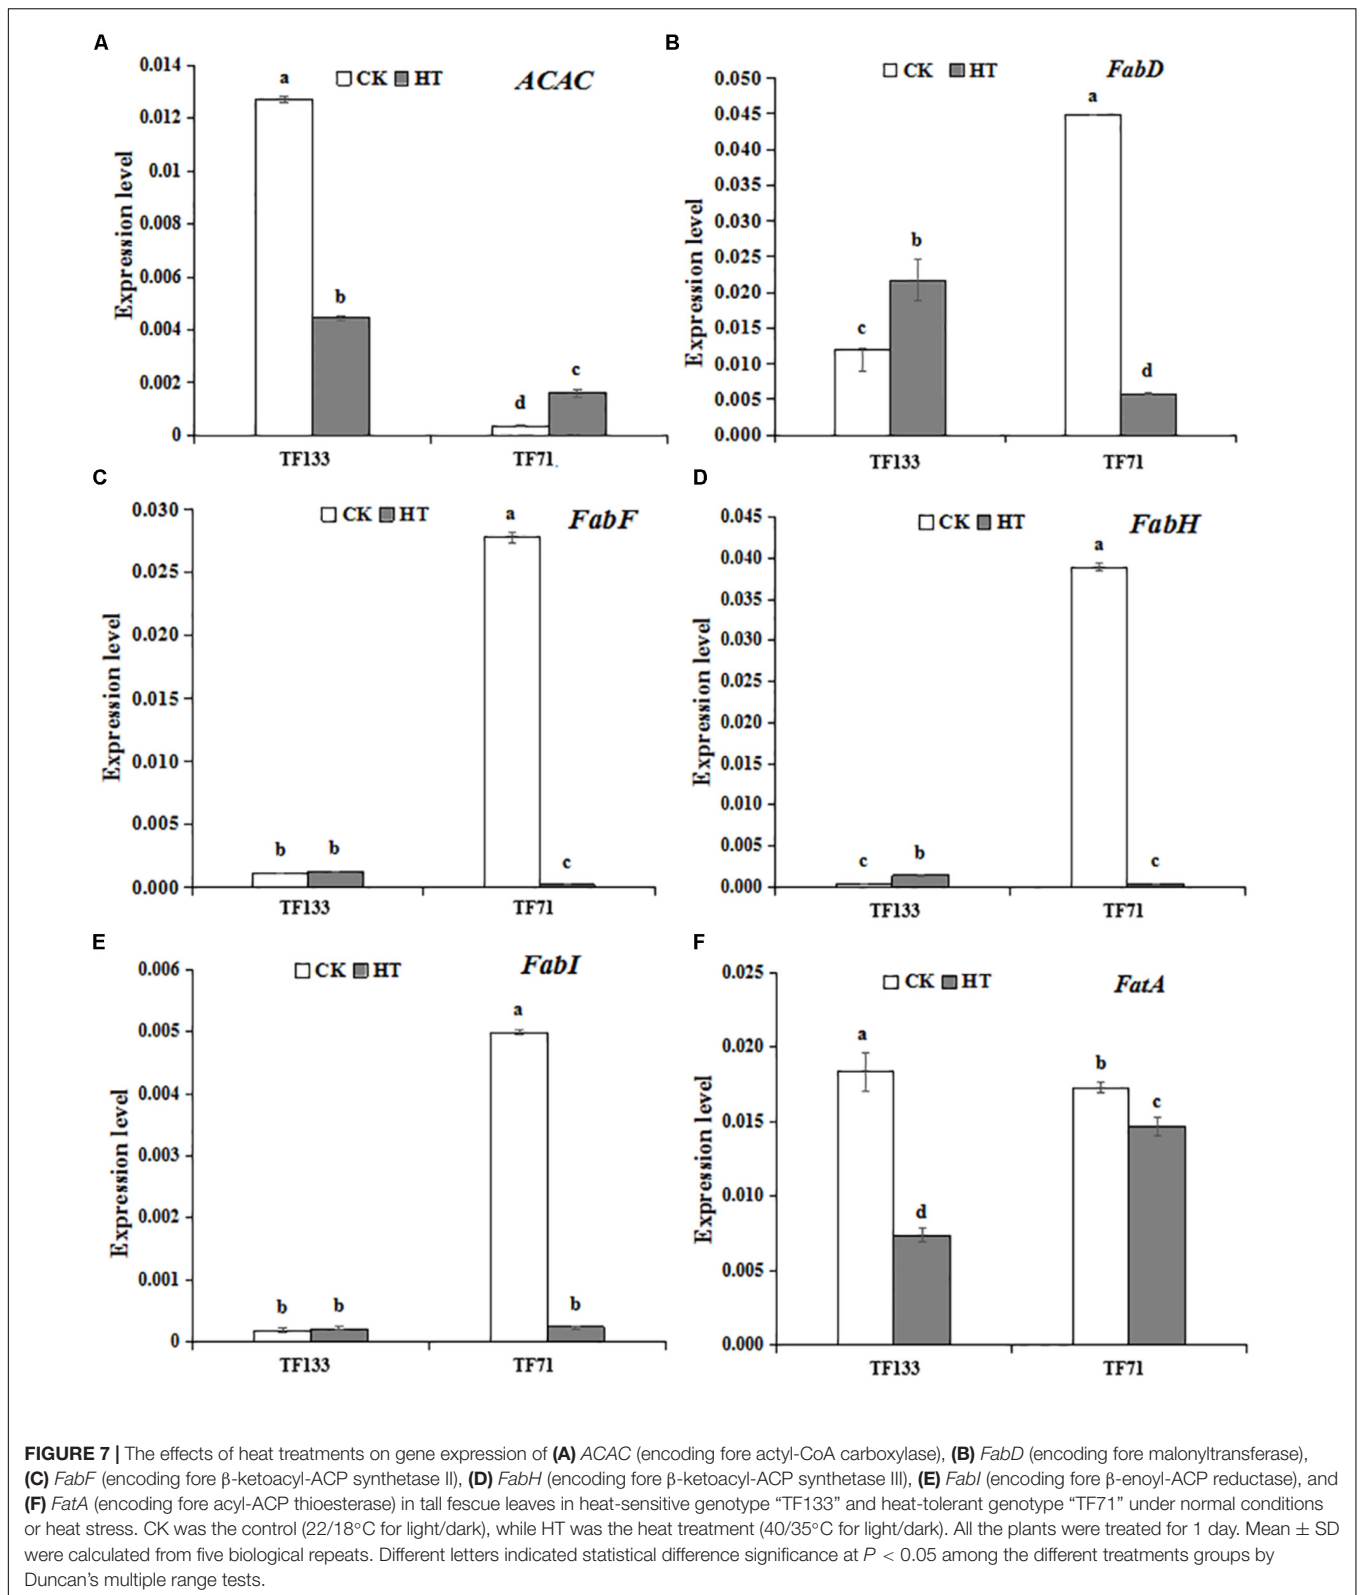 A
0.014
0.012
0.01
0.008
0.006
0.004
0.002
0
Expression level
CK HT
ACAC
a
b
d
c
TF133 TF71
B
0.050
0.045
0.040
0.035
0.030
0.025
0.020
0.015
0.010
0.005
0.000
Expression level
CK HT
FabD
c
b
a
d
TF133 TF71
C
0.030
0.025
0.020
0.015
0.010
0.005
0.000
Expression level
CK HT
FabF
b
b
a
c
TF133 TF71
D
0.045
0.040
0.035
0.030
0.025
0.020
0.015
0.010
0.005
0.000
Expression level
CK HT
FabH
c
b
a
c
TF133 TF71
E
0.006
0.005
0.004
0.003
0.002
0.001
0
Expression level
CK HT
FabI
b
b
a
b
TF133 TF71
F
0.025
0.020
0.015
0.010
0.005
0.000
Expression level
CK HT
FatA
a
d
b
c
TF133 TF71
FIGURE 7 | The effects of heat treatments on gene expression of (A) ACAC (encoding fore actyl-CoA carboxylase), (B) FabD (encoding fore malonyltransferase),
(C) FabF (encoding fore β-ketoacyl-ACP synthetase II), (D) FabH (encoding fore β-ketoacyl-ACP synthetase III), (E) FabI (encoding fore β-enoyl-ACP reductase), and
(F) FatA (encoding fore acyl-ACP thioesterase) in tall fescue leaves in heat-sensitive genotype “TF133” and heat-tolerant genotype “TF71” under normal conditions
or heat stress. CK was the control (22/18°C for light/dark), while HT was the heat treatment (40/35°C for light/dark). All the plants were treated for 1 day. Mean ± SD
were calculated from five biological repeats. Different letters indicated statistical difference significance at P < 0.05 among the different treatments groups by
Duncan’s multiple range tests.